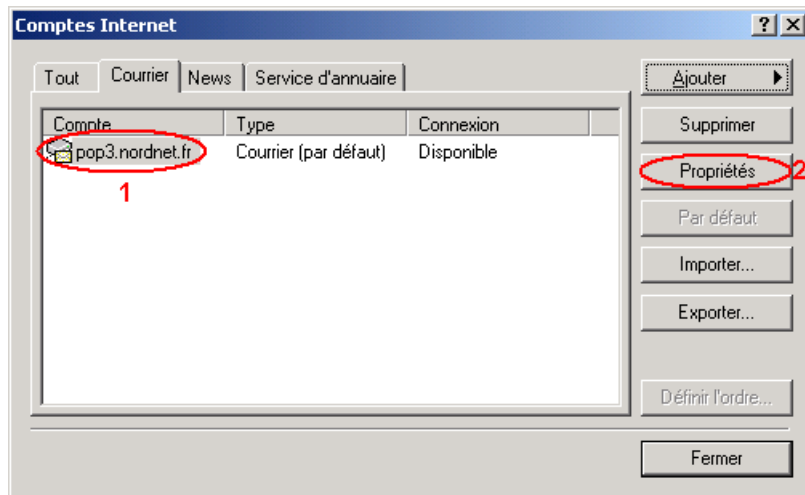 Comptes Internet
Tout Courrier News Service d'annuaire
Compte Type Connexion
pop3.nordnet.fr Courrier (par défaut) Disponible
1
Ajouter
Supprimer
Propriétés 2
Par défaut
Importer...
Exporter...
Définir l'ordre...
Fermer